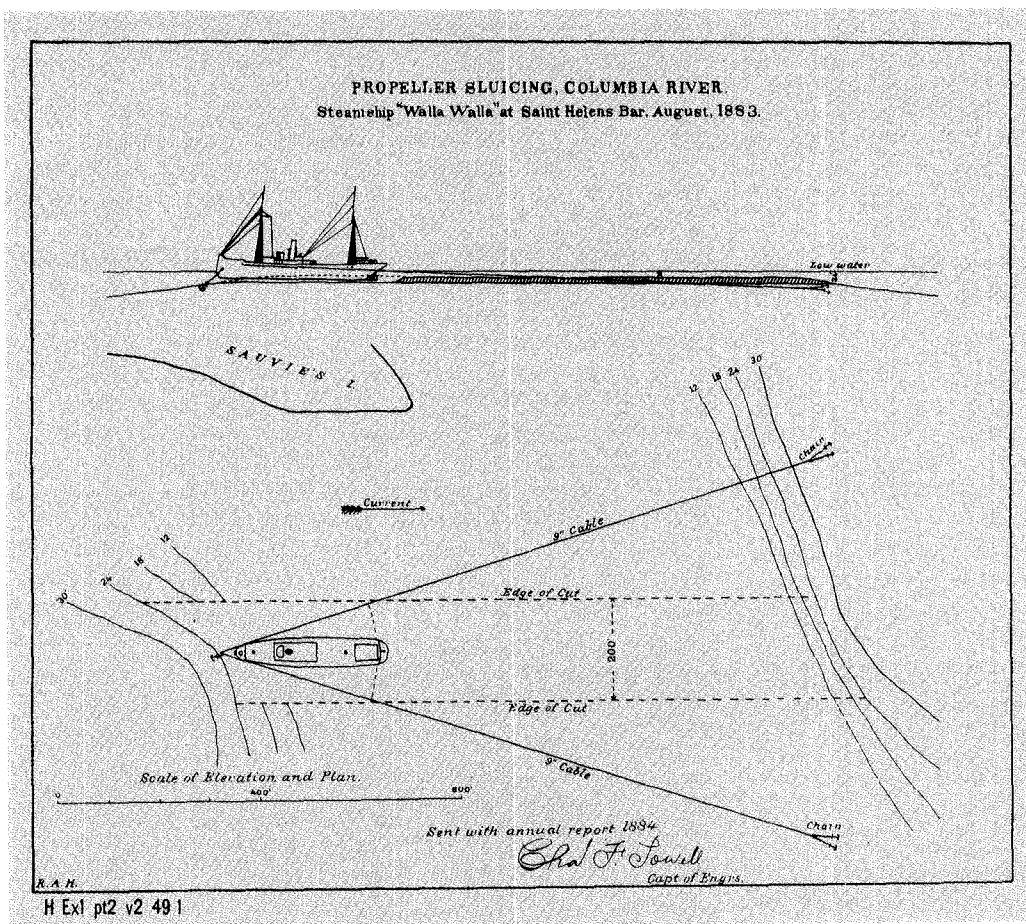 PROPELLER SLUICING, COLUMBIA RIVER.
Steamship "Walla Walla" at Saint Helens Bar, August, 1883.
Low water
SAUVIE'S I.
12 18 24 30'
Chain
Current
9" Cable
12
18
24
30'
Edge of Cut
200'
Edge of Cut
9" Cable
Scale of Elevation and Plan.
0 400' 800'
Chain
Sent with annual report 1884
Chas F Powell
Capt of Engrs.
R.A.H.
H Ex1 pt2 v2 49 1